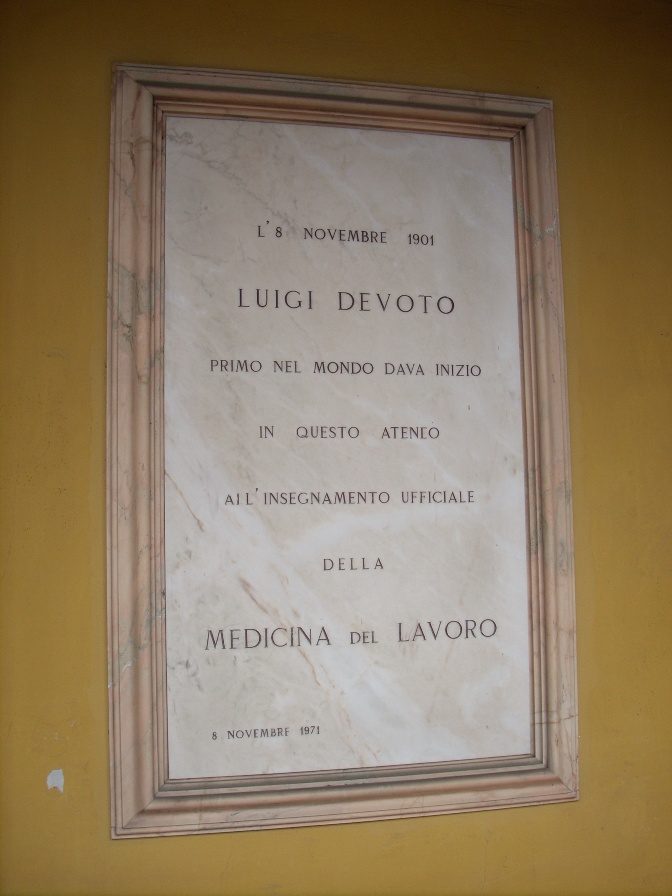 L'8 NOVEMBRE 1901
LUIGI DEVOTO
PRIMO NEL MONDO DAVA INIZIO
IN QUESTO ATENEO
ALL'INSEGNAMENTO UFFICIALE
DELLA
MEDICINA DEL LAVORO
8 NOVEMBRE 1971